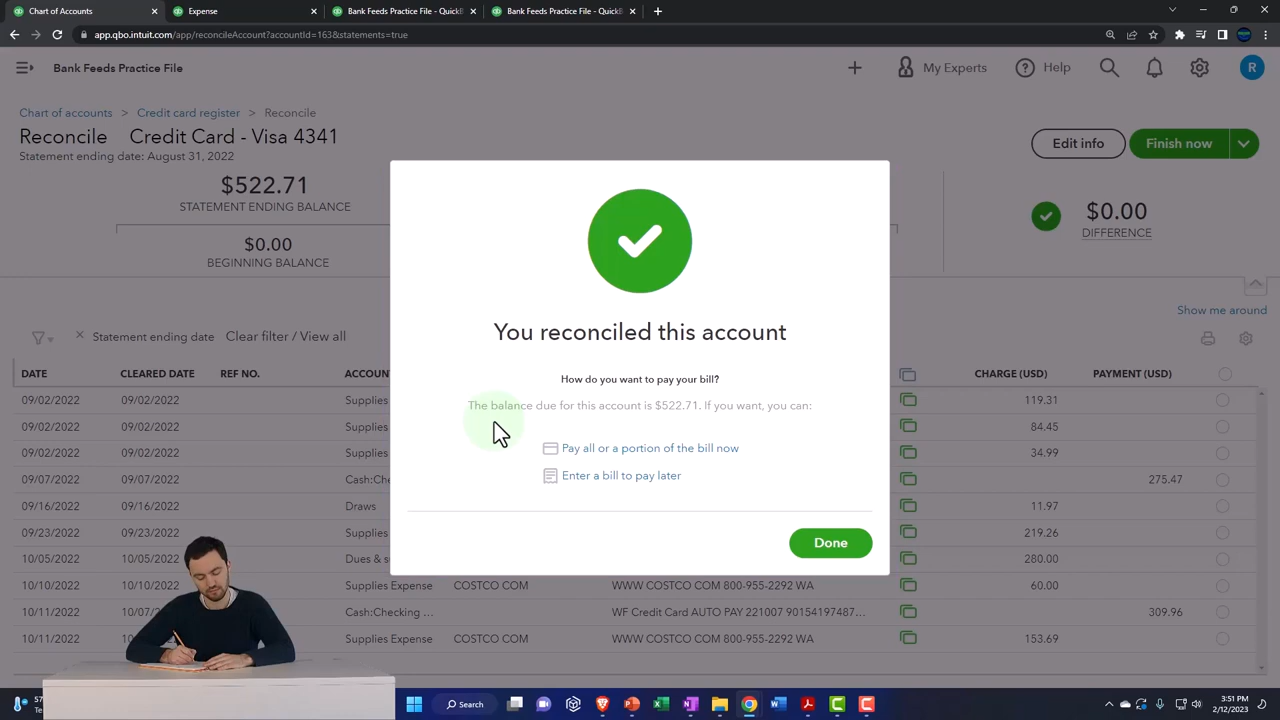 Chart of Accounts
Expense
Bank Feeds Practice File - QuickB
Bank Feeds Practice File - QuickB
app.qbo.intuit.com/app/reconcileAccount?accountId=163&statements=true
Bank Feeds Practice File
My Experts
Help
R
Chart of accounts > Credit card register > Reconcile
Reconcile Credit Card - Visa 4341
Statement ending date: August 31, 2022
Edit info
Finish now
$522.71
STATEMENT ENDING BALANCE
$0.00
BEGINNING BALANCE
$0.00
DIFFERENCE
You reconciled this account
How do you want to pay your bill?
The balance due for this account is $522.71. If you want, you can:
Pay all or a portion of the bill now
Enter a bill to pay later
Done
Show me around
Statement ending date Clear filter / View all
DATE CLEARED DATE REF NO. ACCOUN CHARGE (USD) PAYMENT (USD)
09/02/2022 09/02/2022 Supplies 119.31
09/02/2022 09/02/2022 Supplies 84.45
09/02/2022 09/02/2022 Supplies 34.99
09/07/2022 09/07/2022 Cash:Che 275.47
09/16/2022 09/16/2022 Draws 11.97
09/23/2022 09/23/2022 Supplies 219.26
10/05/2022 10/05/2022 Dues & s 280.00
10/10/2022 10/10/2022 Supplies Expense COSTCO COM WWW COSTCO COM 800-955-2292 WA 60.00
10/11/2022 10/07/2022 Cash:Checking ... WF Credit Card AUTO PAY 221007 90154197487... 309.96
10/11/2022 Supplies Expense COSTCO COM WWW COSTCO COM 800-955-2292 WA 153.69
Search
3:51 PM
2/12/2023